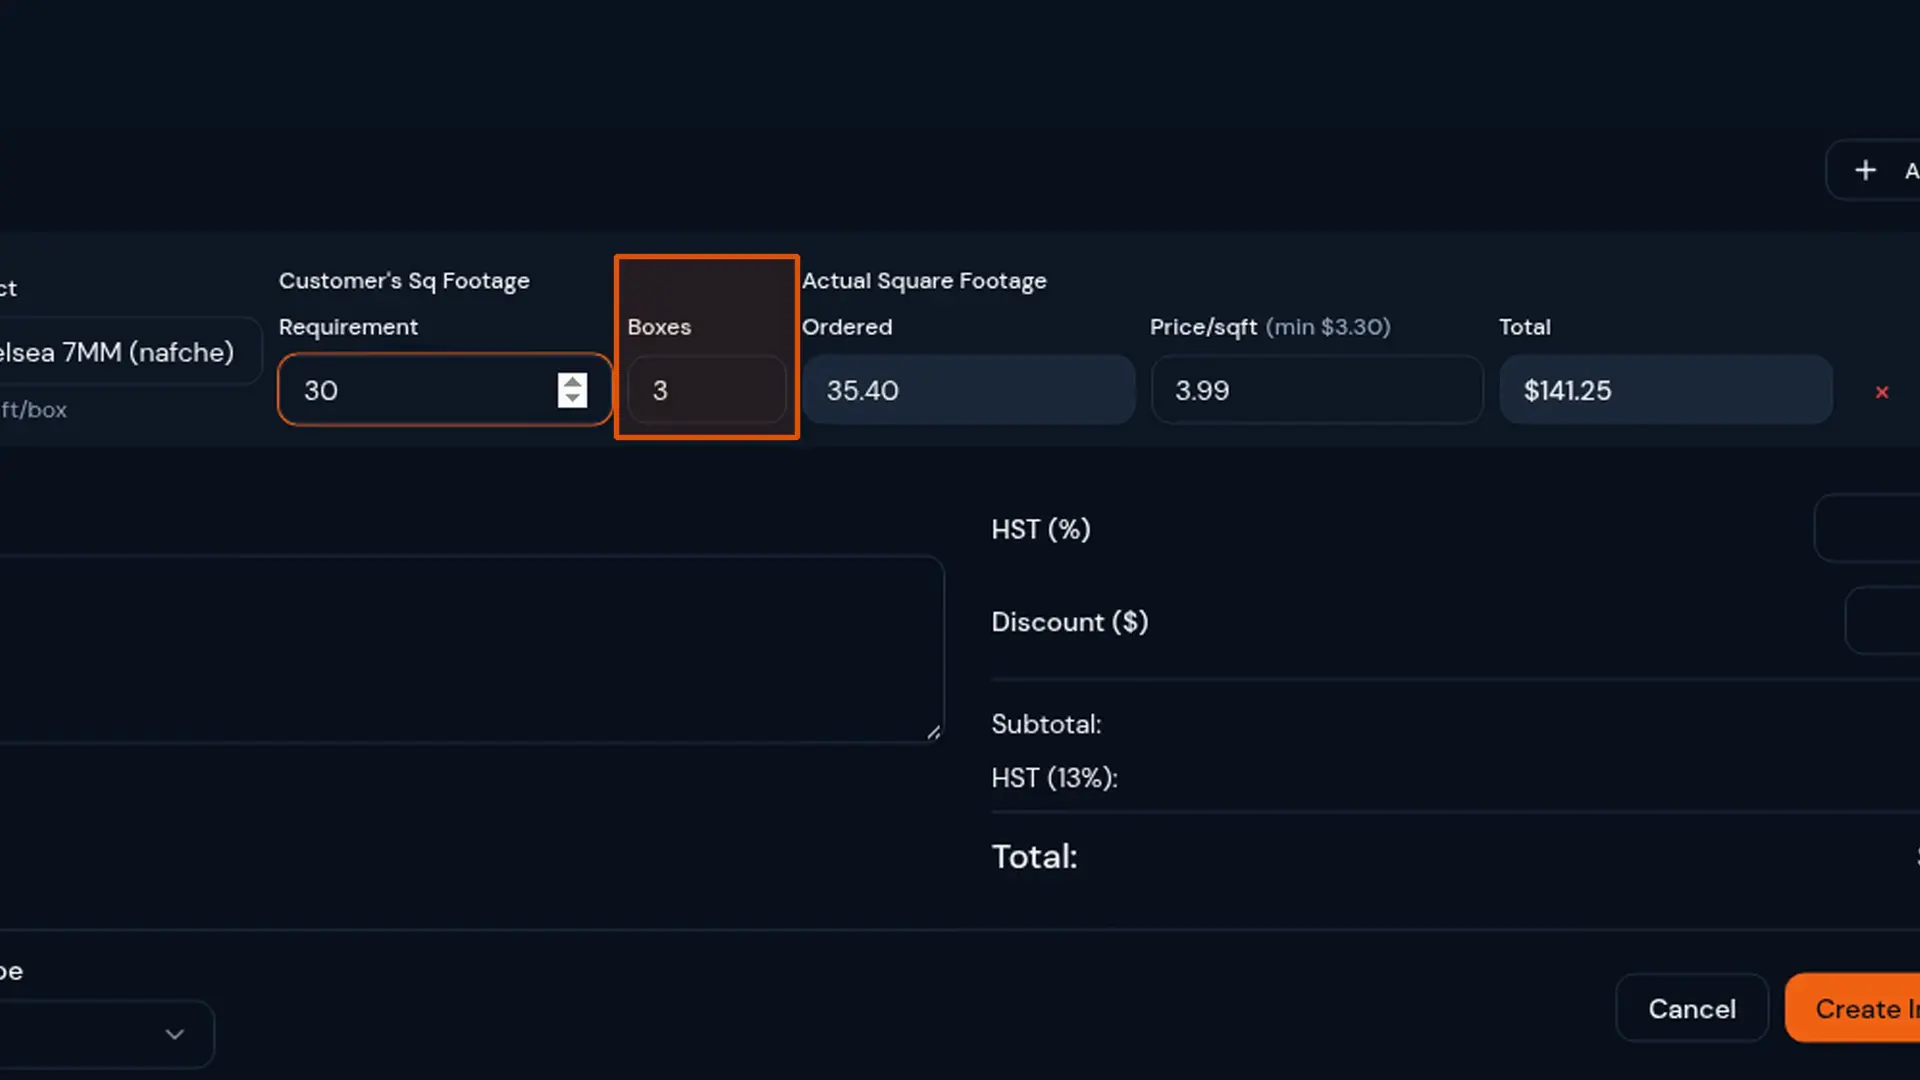 + A
ct
Customer's Sq Footage
Requirement
Boxes
Actual Square Footage
Ordered
Price/sqft (min $3.30)
Total
elsea 7MM (nafche)
30
3
35.40
3.99
$141.25
×
ft/box
HST (%)
Discount ($)
Subtotal:
HST (13%):
Total:
pe
Cancel
Create I